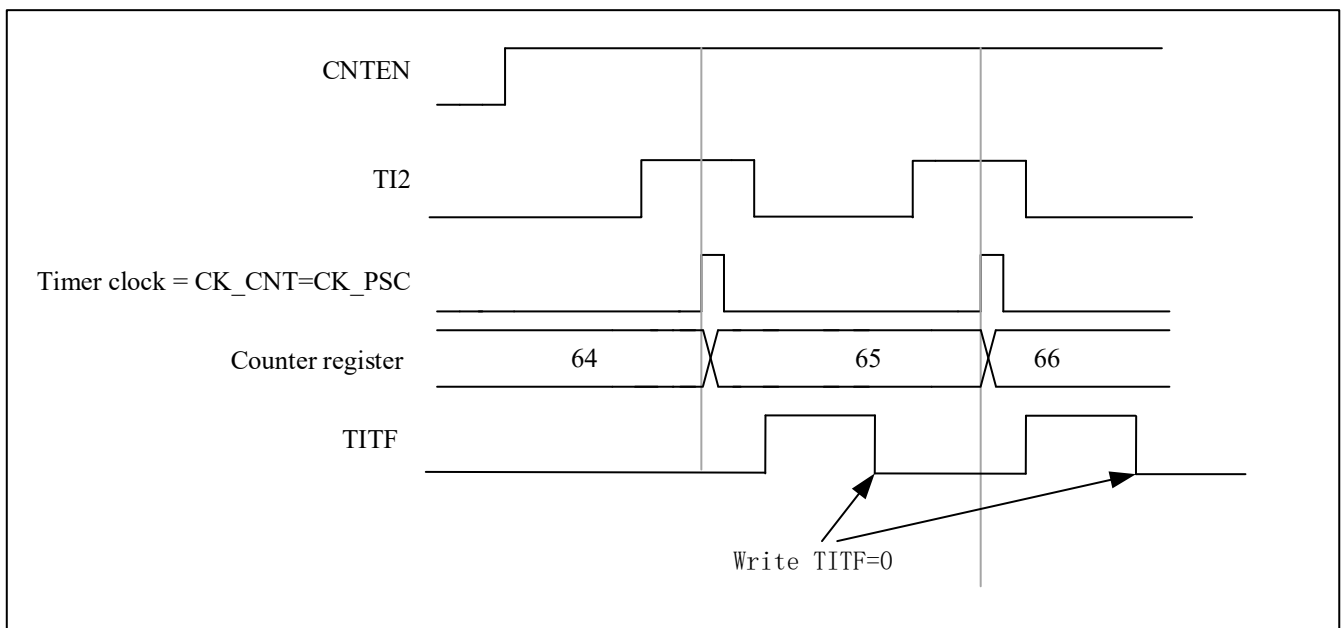 CNTEN
TI2
Timer clock = CK_CNT=CK_PSC
Counter register
64
65
66
TITF
Write TITF=0